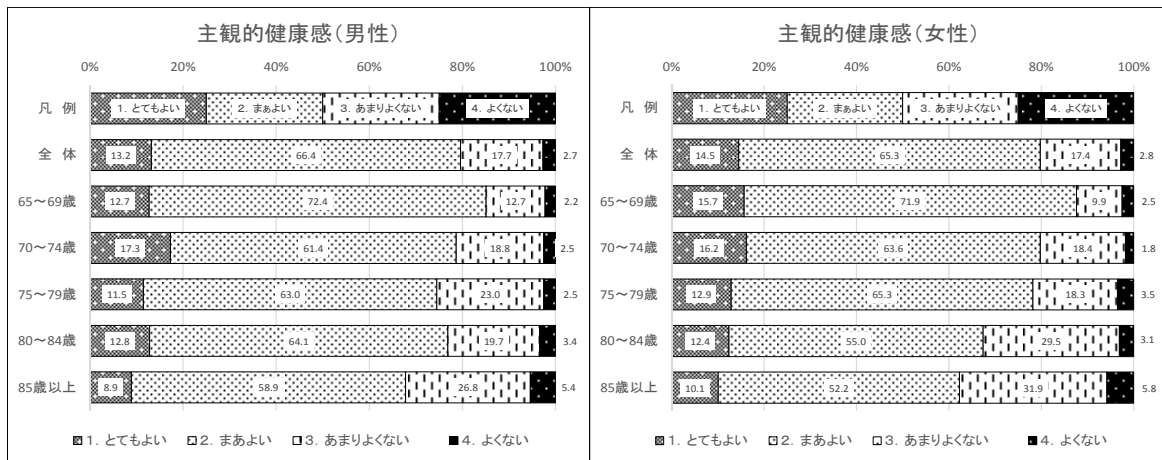 主観的健康感（男性）
0% 20% 40% 60% 80% 100%
凡 例 1. とてもよい 2. まぁよい 3. あまりよくない 4. よくない
全 体 13.2 66.4 17.7 2.7
65～69歳 12.7 72.4 12.7 2.2
70～74歳 17.3 61.4 18.8 2.5
75～79歳 11.5 63.0 23.0 2.5
80～84歳 12.8 64.1 19.7 3.4
85歳以上 8.9 58.9 26.8 5.4
1. とてもよい 2. まあよい 3. あまりよくない 4. よくない
主観的健康感（女性）
0% 20% 40% 60% 80% 100%
凡 例 1. とてもよい 2. まぁよい 3. あまりよくない 4. よくない
全 体 14.5 65.3 17.4 2.8
65～69歳 15.7 71.9 9.9 2.5
70～74歳 16.2 63.6 18.4 1.8
75～79歳 12.9 65.3 18.3 3.5
80～84歳 12.4 55.0 29.5 3.1
85歳以上 10.1 52.2 31.9 5.8
1. とてもよい 2. まあよい 3. あまりよくない 4. よくない